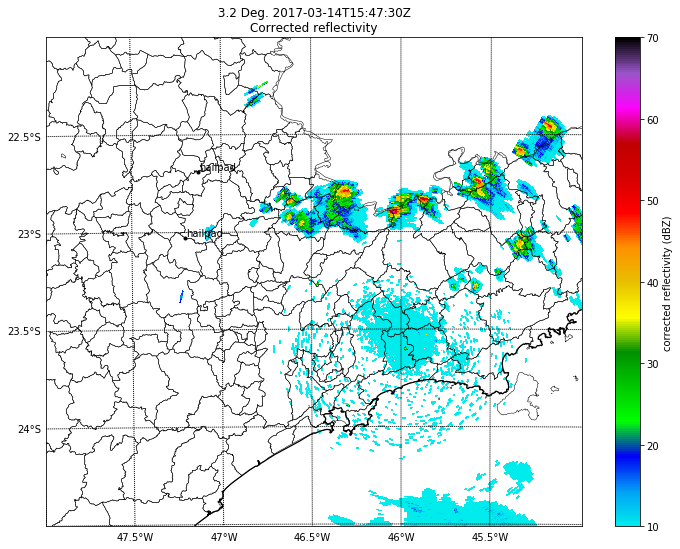 3.2 Deg. 2017-03-14T15:47:30Z
Corrected reflectivity
70
60
50
40
30
20
10
corrected reflectivity (dBZ)
22.5°S
23°S
23.5°S
24°S
hailpad
hailpad
47.5°W
47°W
46.5°W
46°W
45.5°W